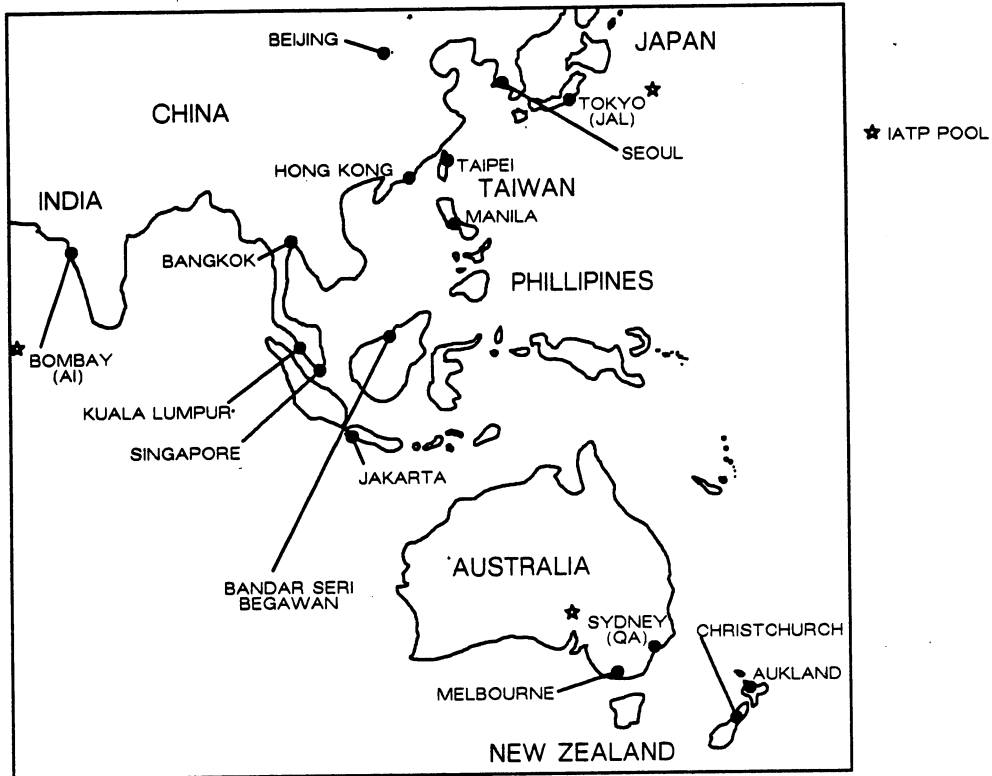 BEIJING
JAPAN
CHINA
TOKYO
(JAL)
☆ IATP POOL
SEOUL
HONG KONG
TAIPEI
TAIWAN
INDIA
MANILA
BANGKOK
PHILLIPINES
BOMBAY
(AI)
KUALA LUMPUR
SINGAPORE
JAKARTA
AUSTRALIA
BANDAR SERI
BEGAWAN
SYDNEY
(QA)
CHRISTCHURCH
AUKLAND
MELBOURNE
NEW ZEALAND